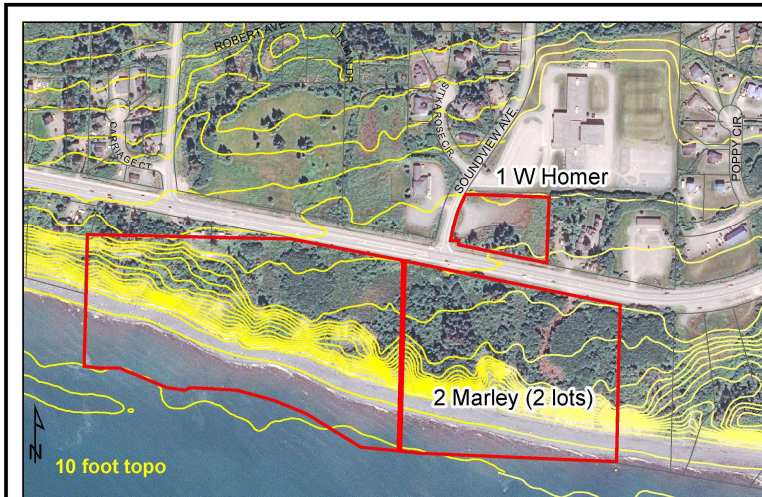 ROBERT AVE
CARRIAGE CT
SITKA ROSE CIR
SOUNDVIEW AVE
POPPY CIR
1 W Homer
2 Marley (2 lots)
N
10 foot topo